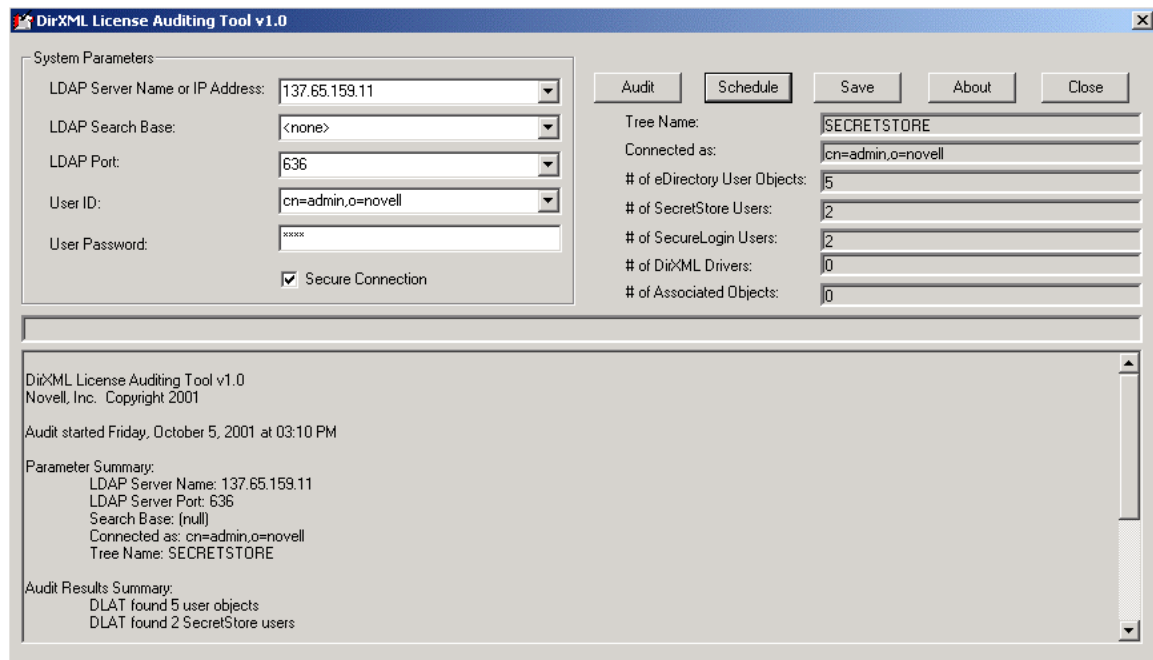 DirXML License Auditing Tool v1.0
System Parameters
LDAP Server Name or IP Address: 137.65.159.11
LDAP Search Base: <none>
LDAP Port: 636
User ID: cn=admin,o=novell
User Password: ****
Secure Connection
Audit Schedule Save About Close
Tree Name: SECRETSTORE
Connected as: cn=admin,o=novell
# of eDirectory User Objects: 5
# of SecretStore Users: 2
# of SecureLogin Users: 2
# of DirXML Drivers: 0
# of Associated Objects: 0
DirXML License Auditing Tool v1.0
Novell, Inc. Copyright 2001
Audit started Friday, October 5, 2001 at 03:10 PM
Parameter Summary:
LDAP Server Name: 137.65.159.11
LDAP Server Port: 636
Search Base: (null)
Connected as: cn=admin,o=novell
Tree Name: SECRETSTORE
Audit Results Summary:
DLAT found 5 user objects
DLAT found 2 SecretStore users